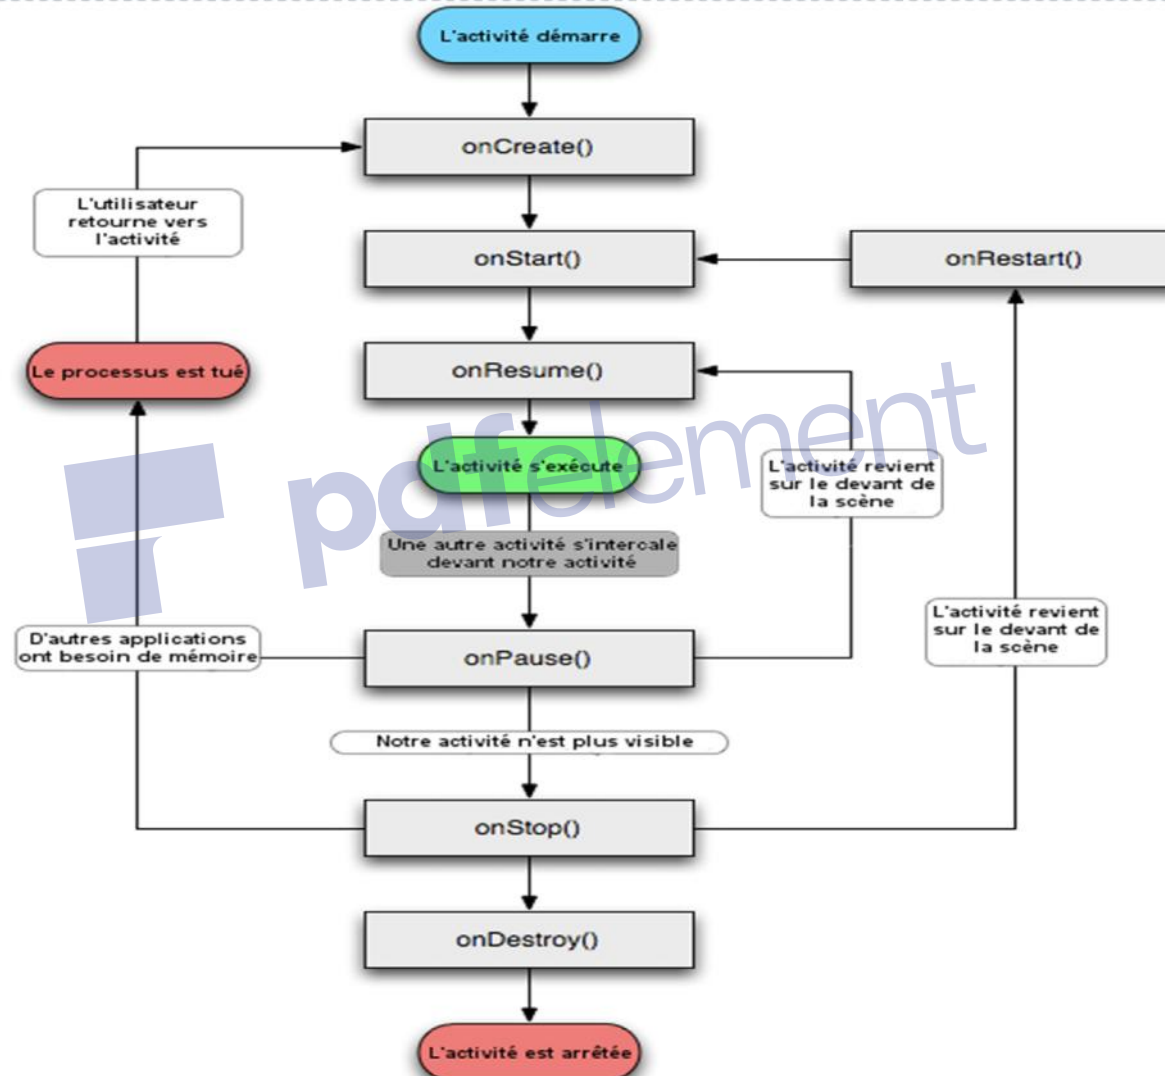 L'activité démarre
onCreate()
L'utilisateur
retourne vers
l'activité
onStart()
onRestart()
Le processus est tué
onResume()
L'activité s'exécute
L'activité revient
sur le devant de
la scène
pdfelement
Une autre activité s'intercale
devant notre activité
L'activité revient
sur le devant de
la scène
D'autres applications
ont besoin de mémoire
onPause()
Notre activité n'est plus visible
onStop()
onDestroy()
L'activité est arrêtée